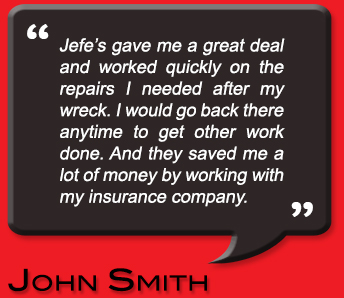 “
Jefe’s gave me a great deal
and worked quickly on the
repairs I needed after my
wreck. I would go back there
anytime to get other work
done. And they saved me a
lot of money by working with
my insurance company.
”
John Smith